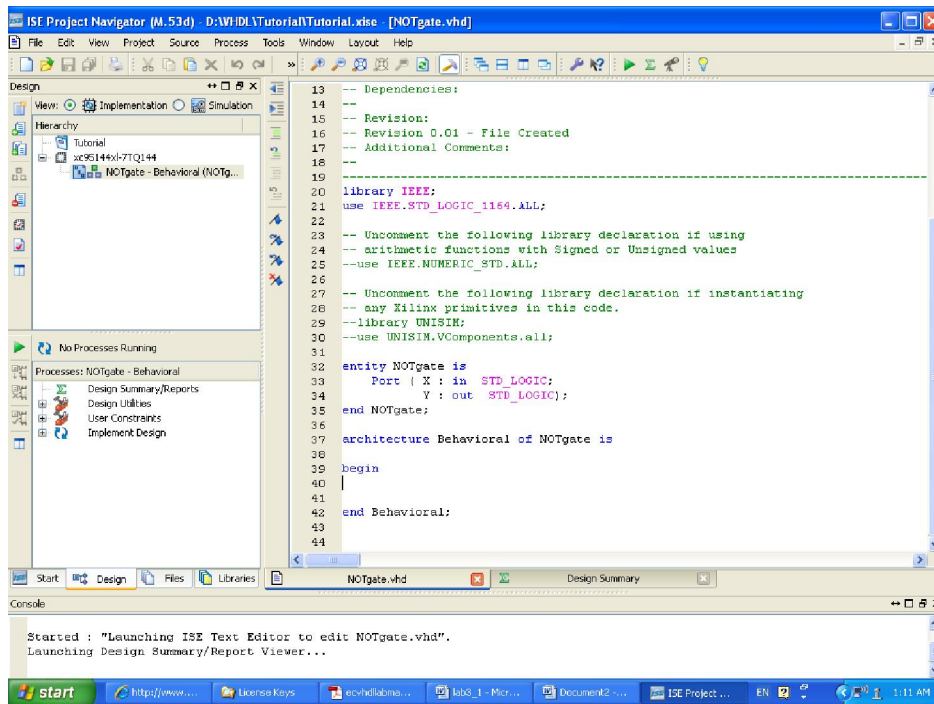 ISE Project Navigator (M.53d) - D:\VHDL\Tutorial\Tutorial.xise - [NOTgate.vhd]
File Edit View Project Source Process Tools Window Layout Help
Design
View: Implementation Simulation
Hierarchy
Tutorial
xc95144xl-7TQ144
NOTgate - Behavioral (NOTg...
No Processes Running
Processes: NOTgate - Behavioral
Design Summary/Reports
Design Utilities
User Constraints
Implement Design
13 -- Dependencies:
14 --
15 -- Revision:
16 -- Revision 0.01 - File Created
17 -- Additional Comments:
18 --
19 ----------------------------------------------------------------------------------
20 library IEEE;
21 use IEEE.STD_LOGIC_1164.ALL;
22
23 -- Uncomment the following library declaration if using
24 -- arithmetic functions with Signed or Unsigned values
25 --use IEEE.NUMERIC_STD.ALL;
26
27 -- Uncomment the following library declaration if instantiating
28 -- any Xilinx primitives in this code.
29 --library UNISIM;
30 --use UNISIM.VComponents.all;
31
32 entity NOTgate is
33 Port ( X : in STD_LOGIC;
34 Y : out STD_LOGIC);
35 end NOTgate;
36
37 architecture Behavioral of NOTgate is
38
39 begin
40
41
42 end Behavioral;
43
44
Start Design Files Libraries
NOTgate.vhd Design Summary
Console
Started : "Launching ISE Text Editor to edit NOTgate.vhd".
Launching Design Summary/Report Viewer...
start http://www.... License Keys ecvhdllabma... lab3_1 - Micr... Document2 -... ISE Project ... EN 1:11 AM